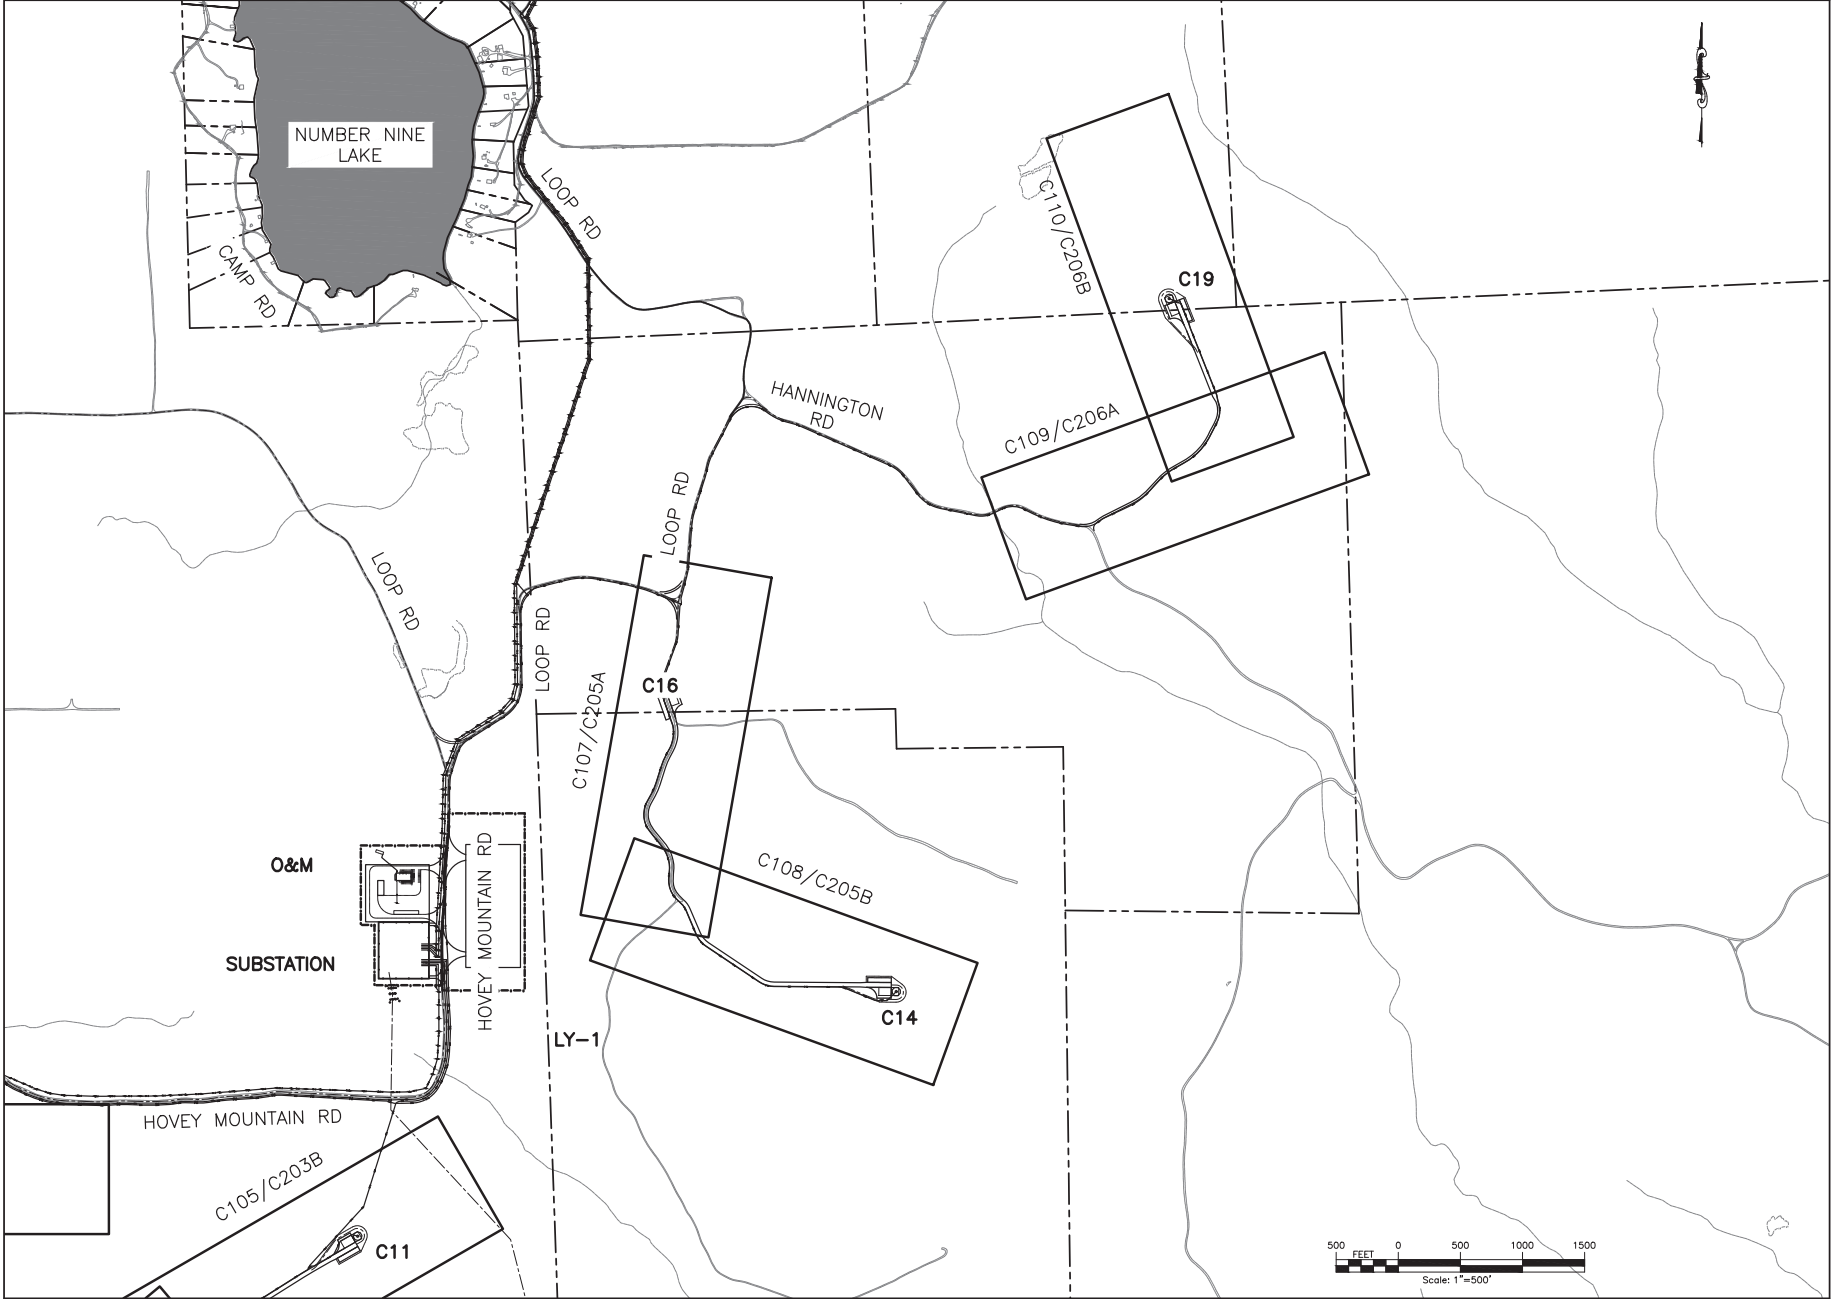 NUMBER NINE
LAKE
LOOP RD
CAMP RD
C110/C206B
C19
HANNINGTON
RD
C109/C206A
LOOP RD
LOOP RD
LOOP RD
C16
C107/C205A
C108/C205B
O&M
HOVEY MOUNTAIN RD
SUBSTATION
C14
LY-1
HOVEY MOUNTAIN RD
C105/C203B
C11
500 0 500 1000 1500
FEET
Scale: 1"=500'